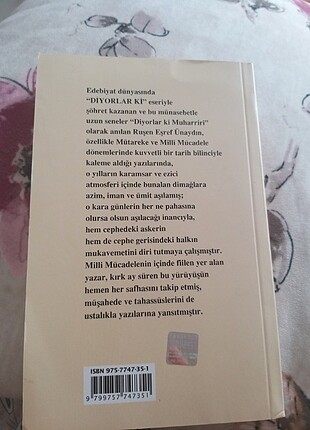 Edebiyat dünyasında
"DİYORLAR Kİ" eseriyle
şöhret kazanan ve bu münasebetle
uzun seneler "Diyorlar ki Muharriri"
olarak anılan Ruşen Eşref Ünaydın,
özellikle Mütareke ve Milli Mücadele
dönemlerinde kuvvetli bir tarih bilinciyle
kaleme aldığı yazılarında,
o yılların karamsar ve ezici
atmosferi içinde bunalan dimağlara
azim, iman ve ümit aşılamış;
o kara günlerin her ne pahasına
olursa olsun aşılacağı inancıyla,
hem cephedeki askerin
hem de cephe gerisindeki halkın
mukavemetini diri tutmaya çalışmıştır.
Milli Mücadelenin içinde fiilen yer alan
yazar, kırk ay süren bu yürüyüşün
hemen her safhasını takip etmiş,
müşahede ve tahassüslerini de
ustalıkla yazılarına yansıtmıştır.
ISBN 975-7747-35-1
9 799757 747351